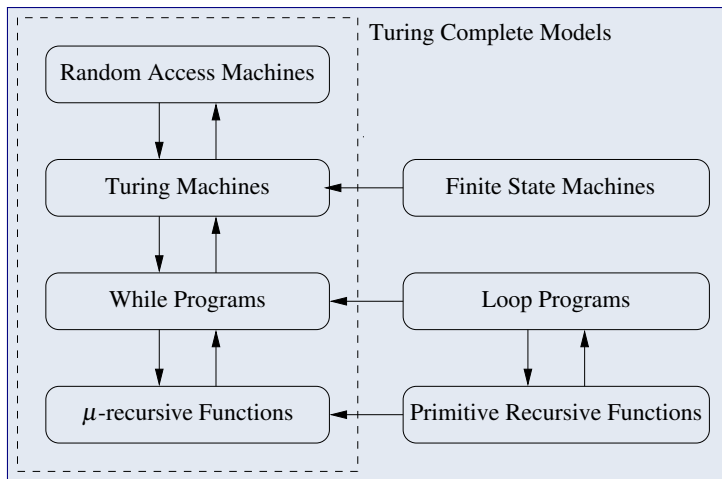 Turing Complete Models
Random Access Machines
Turing Machines
Finite State Machines
While Programs
Loop Programs
μ-recursive Functions
Primitive Recursive Functions